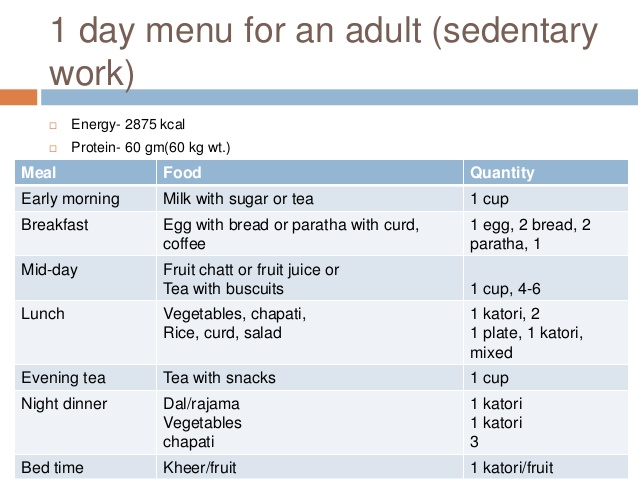 1 day menu for an adult (sedentary
work)
Energy- 2875 kcal
Protein- 60 gm(60 kg wt.)
Meal Food Quantity
Early morning Milk with sugar or tea 1 cup
Breakfast Egg with bread or paratha with curd, 1 egg, 2 bread, 2
coffee paratha, 1
Mid-day Fruit chatt or fruit juice or
Tea with buscuits 1 cup, 4-6
Lunch Vegetables, chapati, 1 katori, 2
Rice, curd, salad 1 plate, 1 katori,
mixed
Evening tea Tea with snacks 1 cup
Night dinner Dal/rajama 1 katori
Vegetables 1 katori
chapati 3
Bed time Kheer/fruit 1 katori/fruit